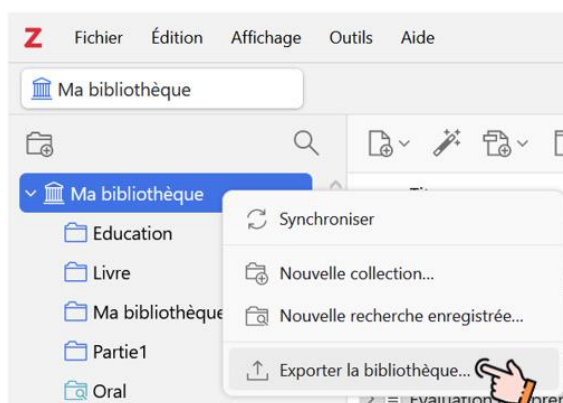 Z Fichier Édition Affichage Outils Aide
Ma bibliothèque
Ma bibliothèque
Synchroniser
Education
Livre
Nouvelle collection...
Ma bibliothèque
Nouvelle recherche enregistrée...
Partie1
Exporter la bibliothèque...
Oral